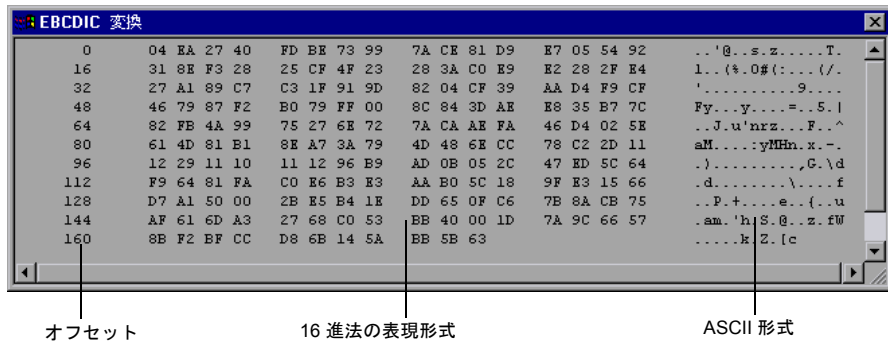 EBCDIC 変換
0 04 EA 27 40 FD BE 73 99 7A CE 81 D9 E7 05 54 92 ..'@..s.z.....T.
16 31 8E F3 28 25 CF 4F 23 28 3A C0 E9 E2 28 2F E4 1..(%.O#(:...(/.
32 27 A1 89 C7 C3 1F 91 9D 82 04 CF 39 AA D4 F9 CF '..........9....
48 46 79 87 F2 B0 79 FF 00 8C 84 3D AE E8 35 B7 7C Fy...y....=..5.|
64 82 FB 4A 99 75 27 6E 72 7A CA AE FA 46 D4 02 5E ..J.u'nrz...F..^
80 61 4D 81 B1 8E A7 3A 79 4D 48 6E CC 78 C2 2D 11 aM....:yMHn.x.-.
96 12 29 11 10 11 12 96 B9 AD 0B 05 2C 47 ED 5C 64 .).........,G.\d
112 F9 64 81 FA C0 E6 B3 E3 AA B0 5C 18 9F E3 15 66 .d........\....f
128 D7 A1 50 00 2B E5 B4 1E DD 65 0F C6 7B 8A CB 75 ..P.+....e..{..u
144 AF 61 6D A3 27 68 C0 53 BB 40 00 1D 7A 9C 66 57 .am.'h.S.@..z.fW
160 8B F2 BF CC D8 6B 14 5A BB 5B 63 .....k.Z.[c
オフセット 16 進法の表現形式 ASCII 形式